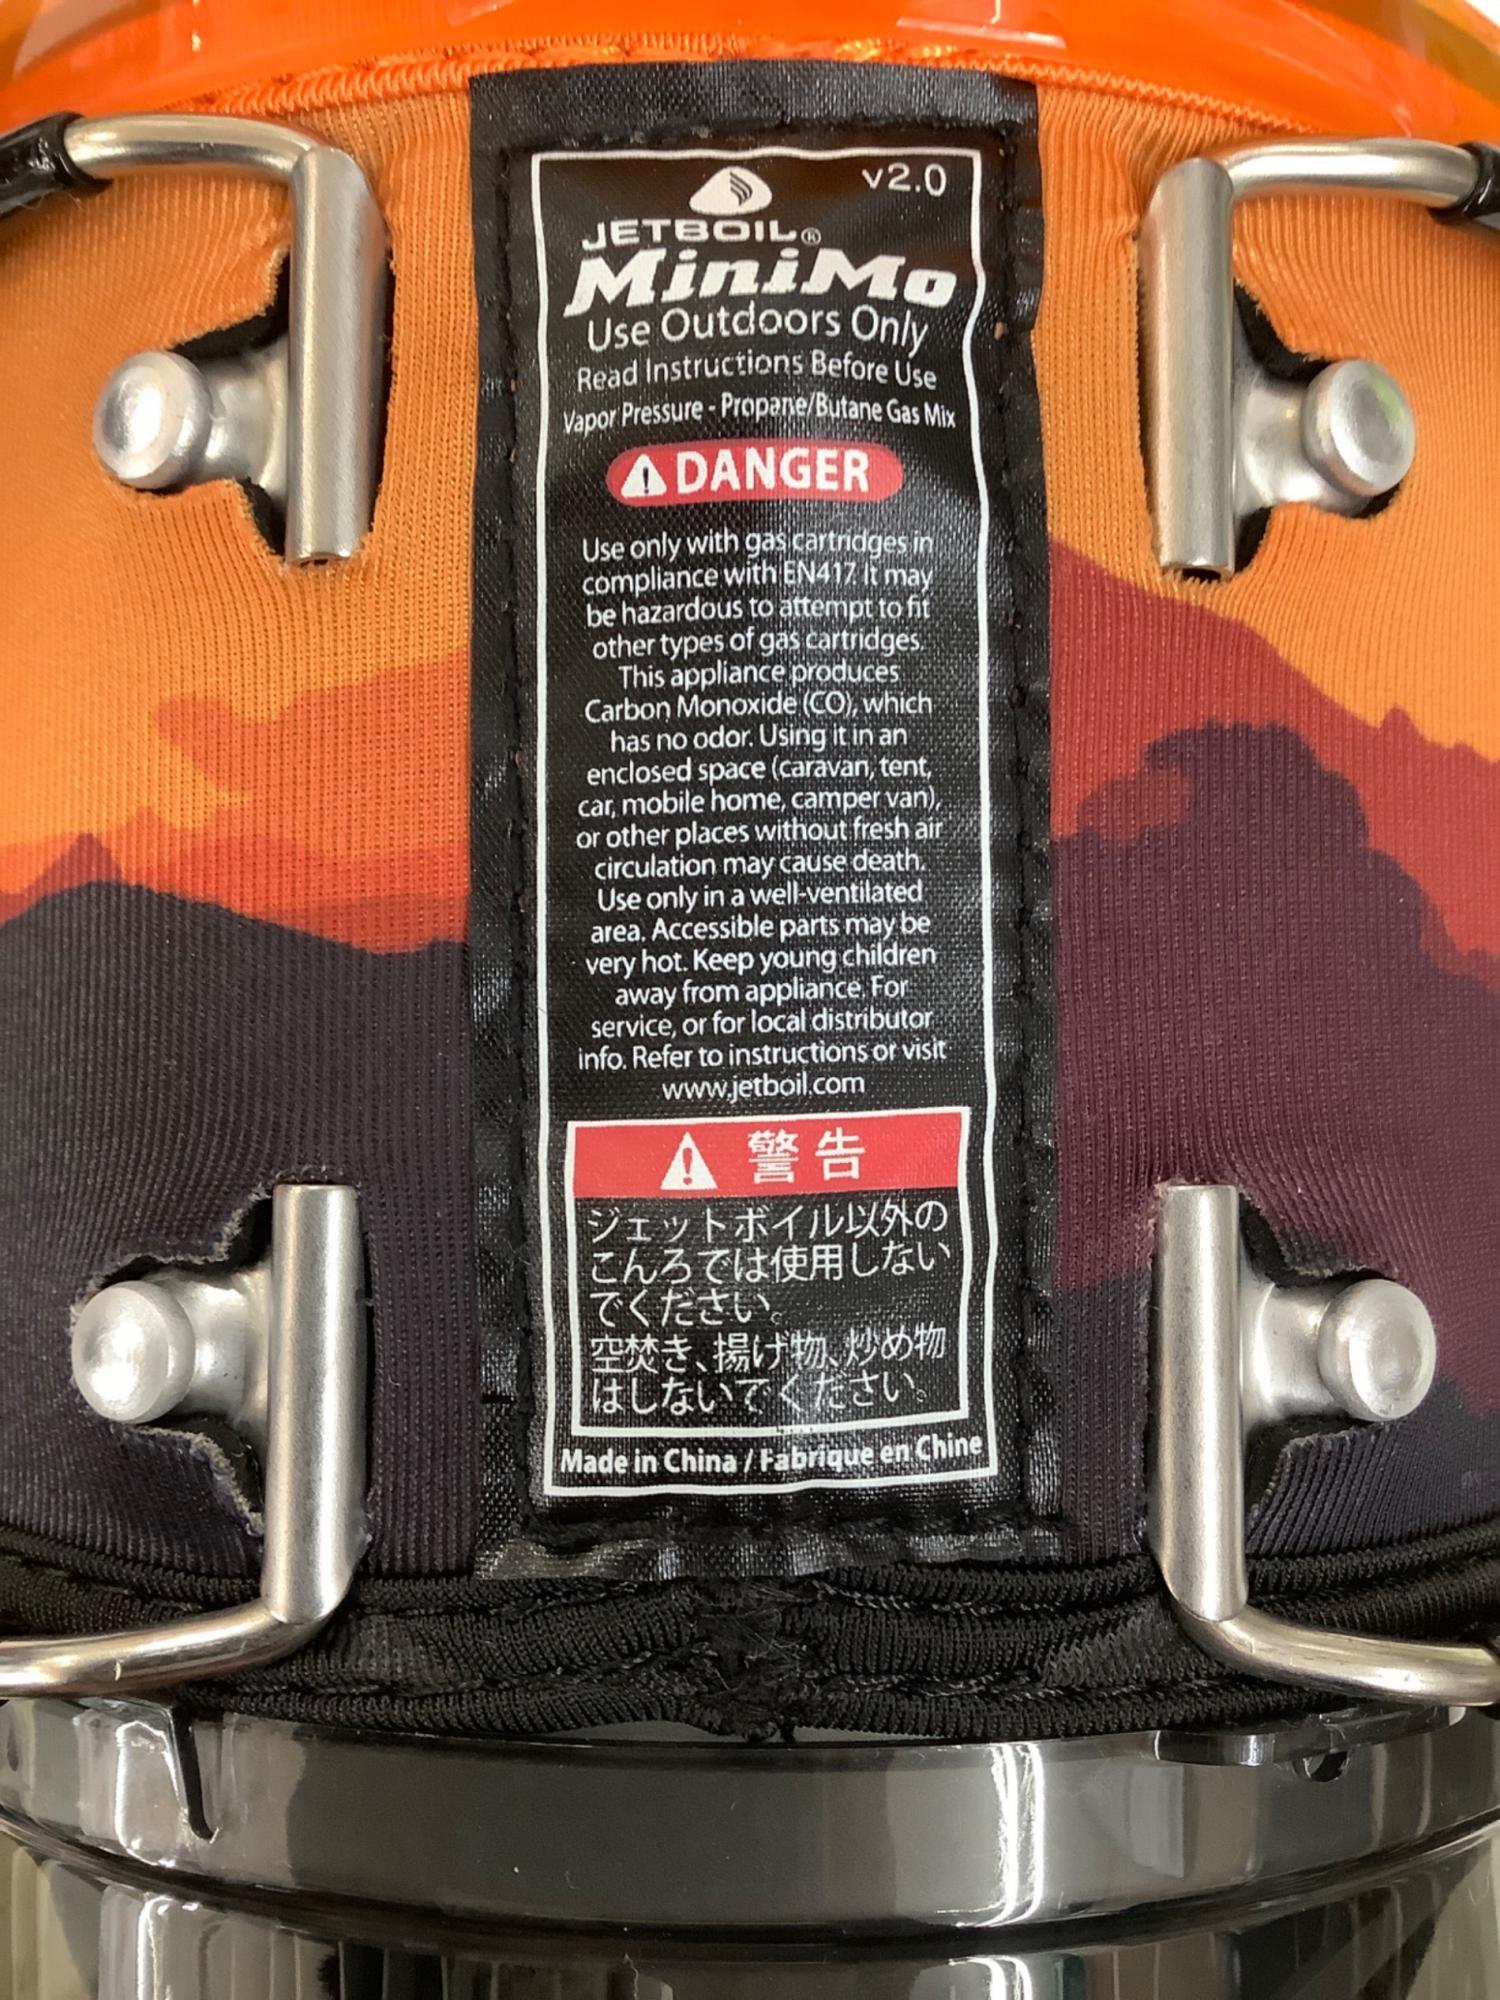 v2.0
JETBOIL®
MiniMo
Use Outdoors Only
Read Instructions Before Use
Vapor Pressure - Propane/Butane Gas Mix
DANGER
Use only with gas cartridges in
compliance with EN417. It may
be hazardous to attempt to fit
other types of gas cartridges.
This appliance produces
Carbon Monoxide (CO), which
has no odor. Using it in an
enclosed space (caravan, tent,
car, mobile home, camper van),
or other places without fresh air
circulation may cause death.
Use only in a well-ventilated
area. Accessible parts may be
very hot. Keep young children
away from appliance. For
service, or for local distributor
info. Refer to instructions or visit
www.jetboil.com
警告
ジェットボイル以外の
こんろでは使用しない
でください。
空焚き、揚げ物、炒め物
はしないでください。
Made in China / Fabriqué en Chine